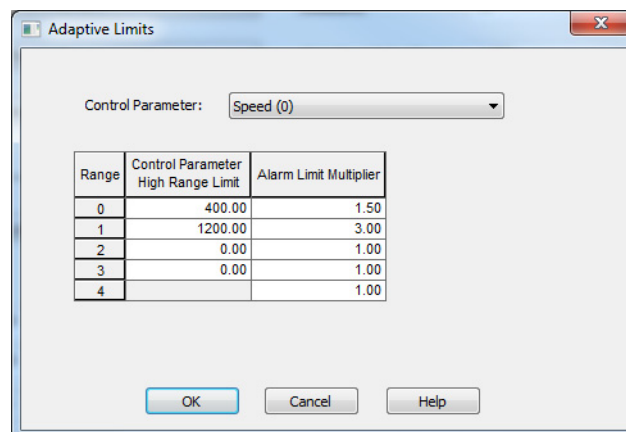 Adaptive Limits
Control Parameter: Speed (0)
Range Control Parameter High Range Limit Alarm Limit Multiplier
0 400.00 1.50
1 1200.00 3.00
2 0.00 1.00
3 0.00 1.00
4 1.00
OK Cancel Help